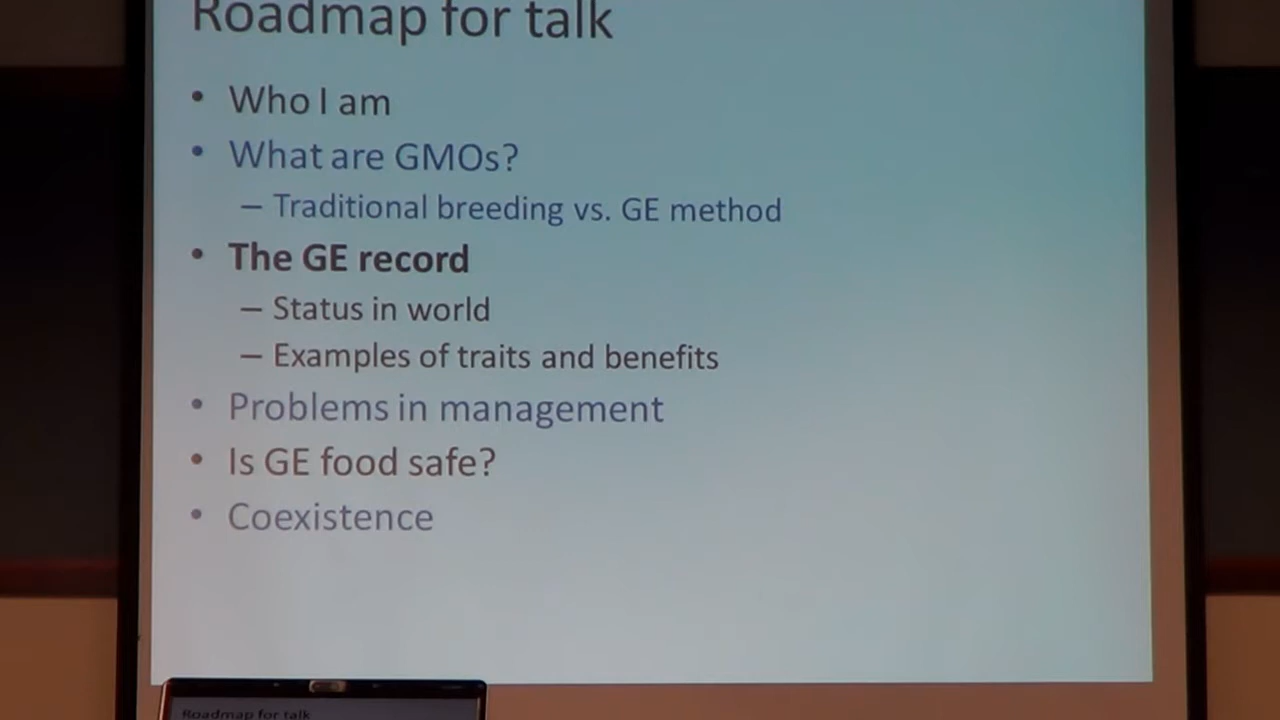 Roadmap for talk
• Who I am
• What are GMOs?
– Traditional breeding vs. GE method
• The GE record
– Status in world
– Examples of traits and benefits
• Problems in management
• Is GE food safe?
• Coexistence
Roadmap for talk